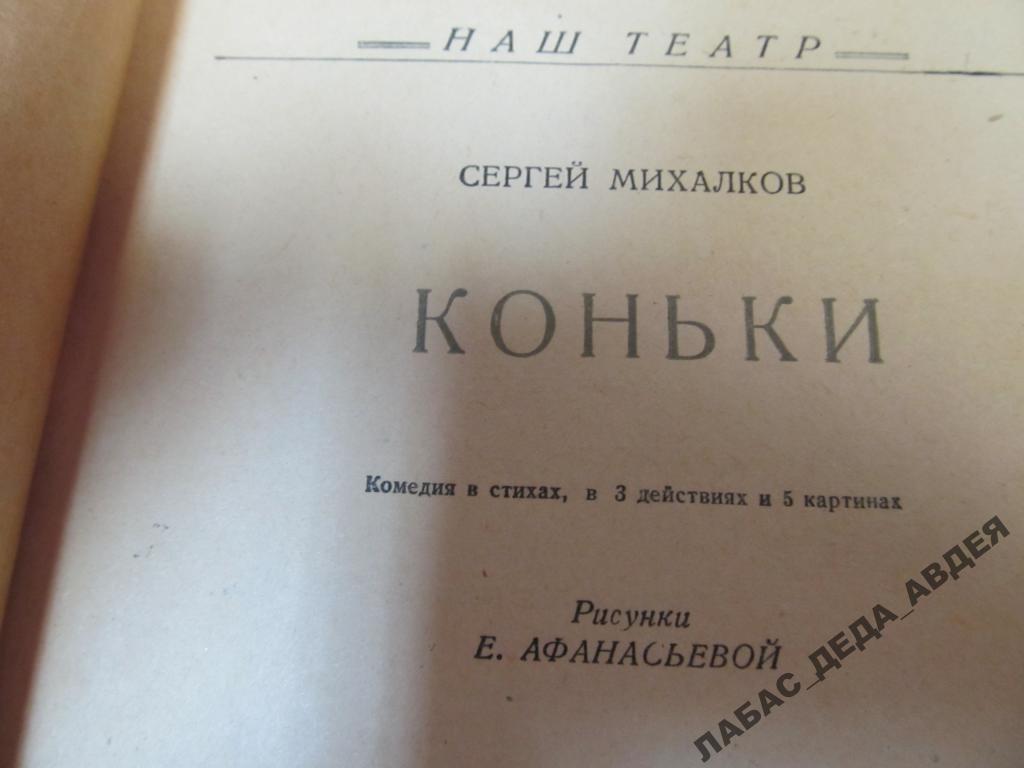 НАШ ТЕАТР
СЕРГЕЙ МИХАЛКОВ
КОНЬКИ
Комедия в стихах, в 3 действиях и 5 картинах
Рисунки
Е. АФАНАСЬЕВОЙ
ЛАБАС_ДЕДА_АВДЕЯ